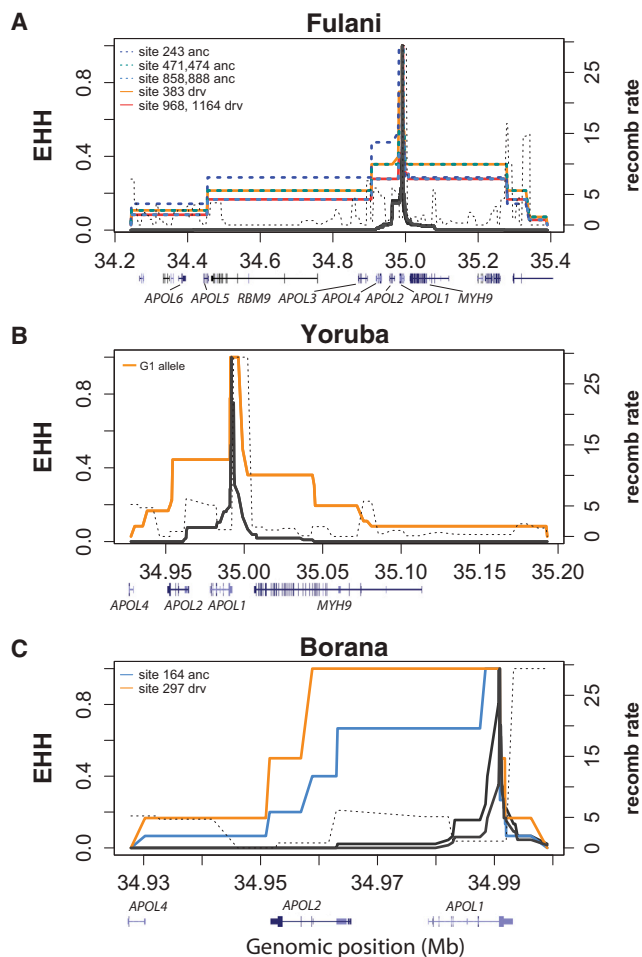 A
Fulani
site 243 anc
site 471,474 anc
site 858,888 anc
site 383 drv
site 968, 1164 drv
EHH
0.0 0.4 0.8
recomb rate
0 5 15 25
34.2 34.4 34.6 34.8 35.0 35.2 35.4
APOL6 APOL5 RBM9 APOL3 APOL4 APOL2 APOL1 MYH9
B
Yoruba
G1 allele
EHH
0.0 0.4 0.8
recomb rate
0 5 15 25
34.95 35.00 35.05 35.10 35.15 35.20
APOL4 APOL2 APOL1 MYH9
C
Borana
site 164 anc
site 297 drv
EHH
0.0 0.4 0.8
recomb rate
0 5 15 25
34.93 34.95 34.97 34.99
APOL4 APOL2 APOL1
Genomic position (Mb)